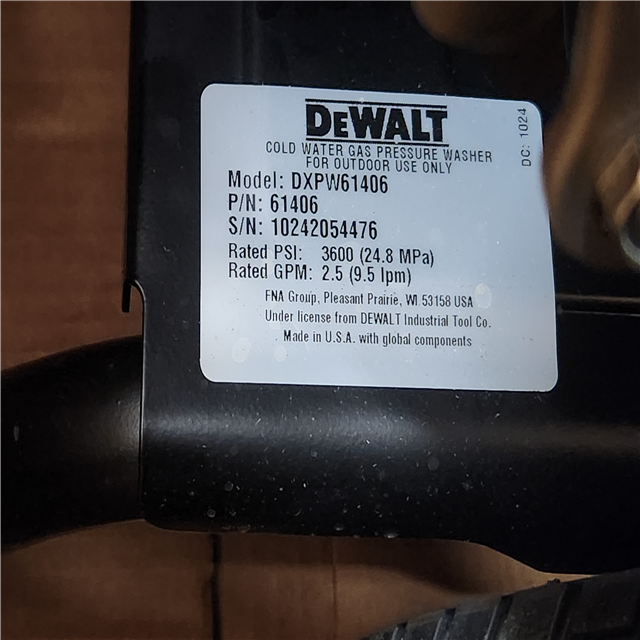 DEWALT
COLD WATER GAS PRESSURE WASHER
FOR OUTDOOR USE ONLY
DC: 1024
Model: DXPW61406
P/N: 61406
S/N: 10242054476
Rated PSI: 3600 (24.8 MPa)
Rated GPM: 2.5 (9.5 lpm)
FNA Group, Pleasant Prairie, WI 53158 USA
Under license from DEWALT Industrial Tool Co.
Made in U.S.A. with global components